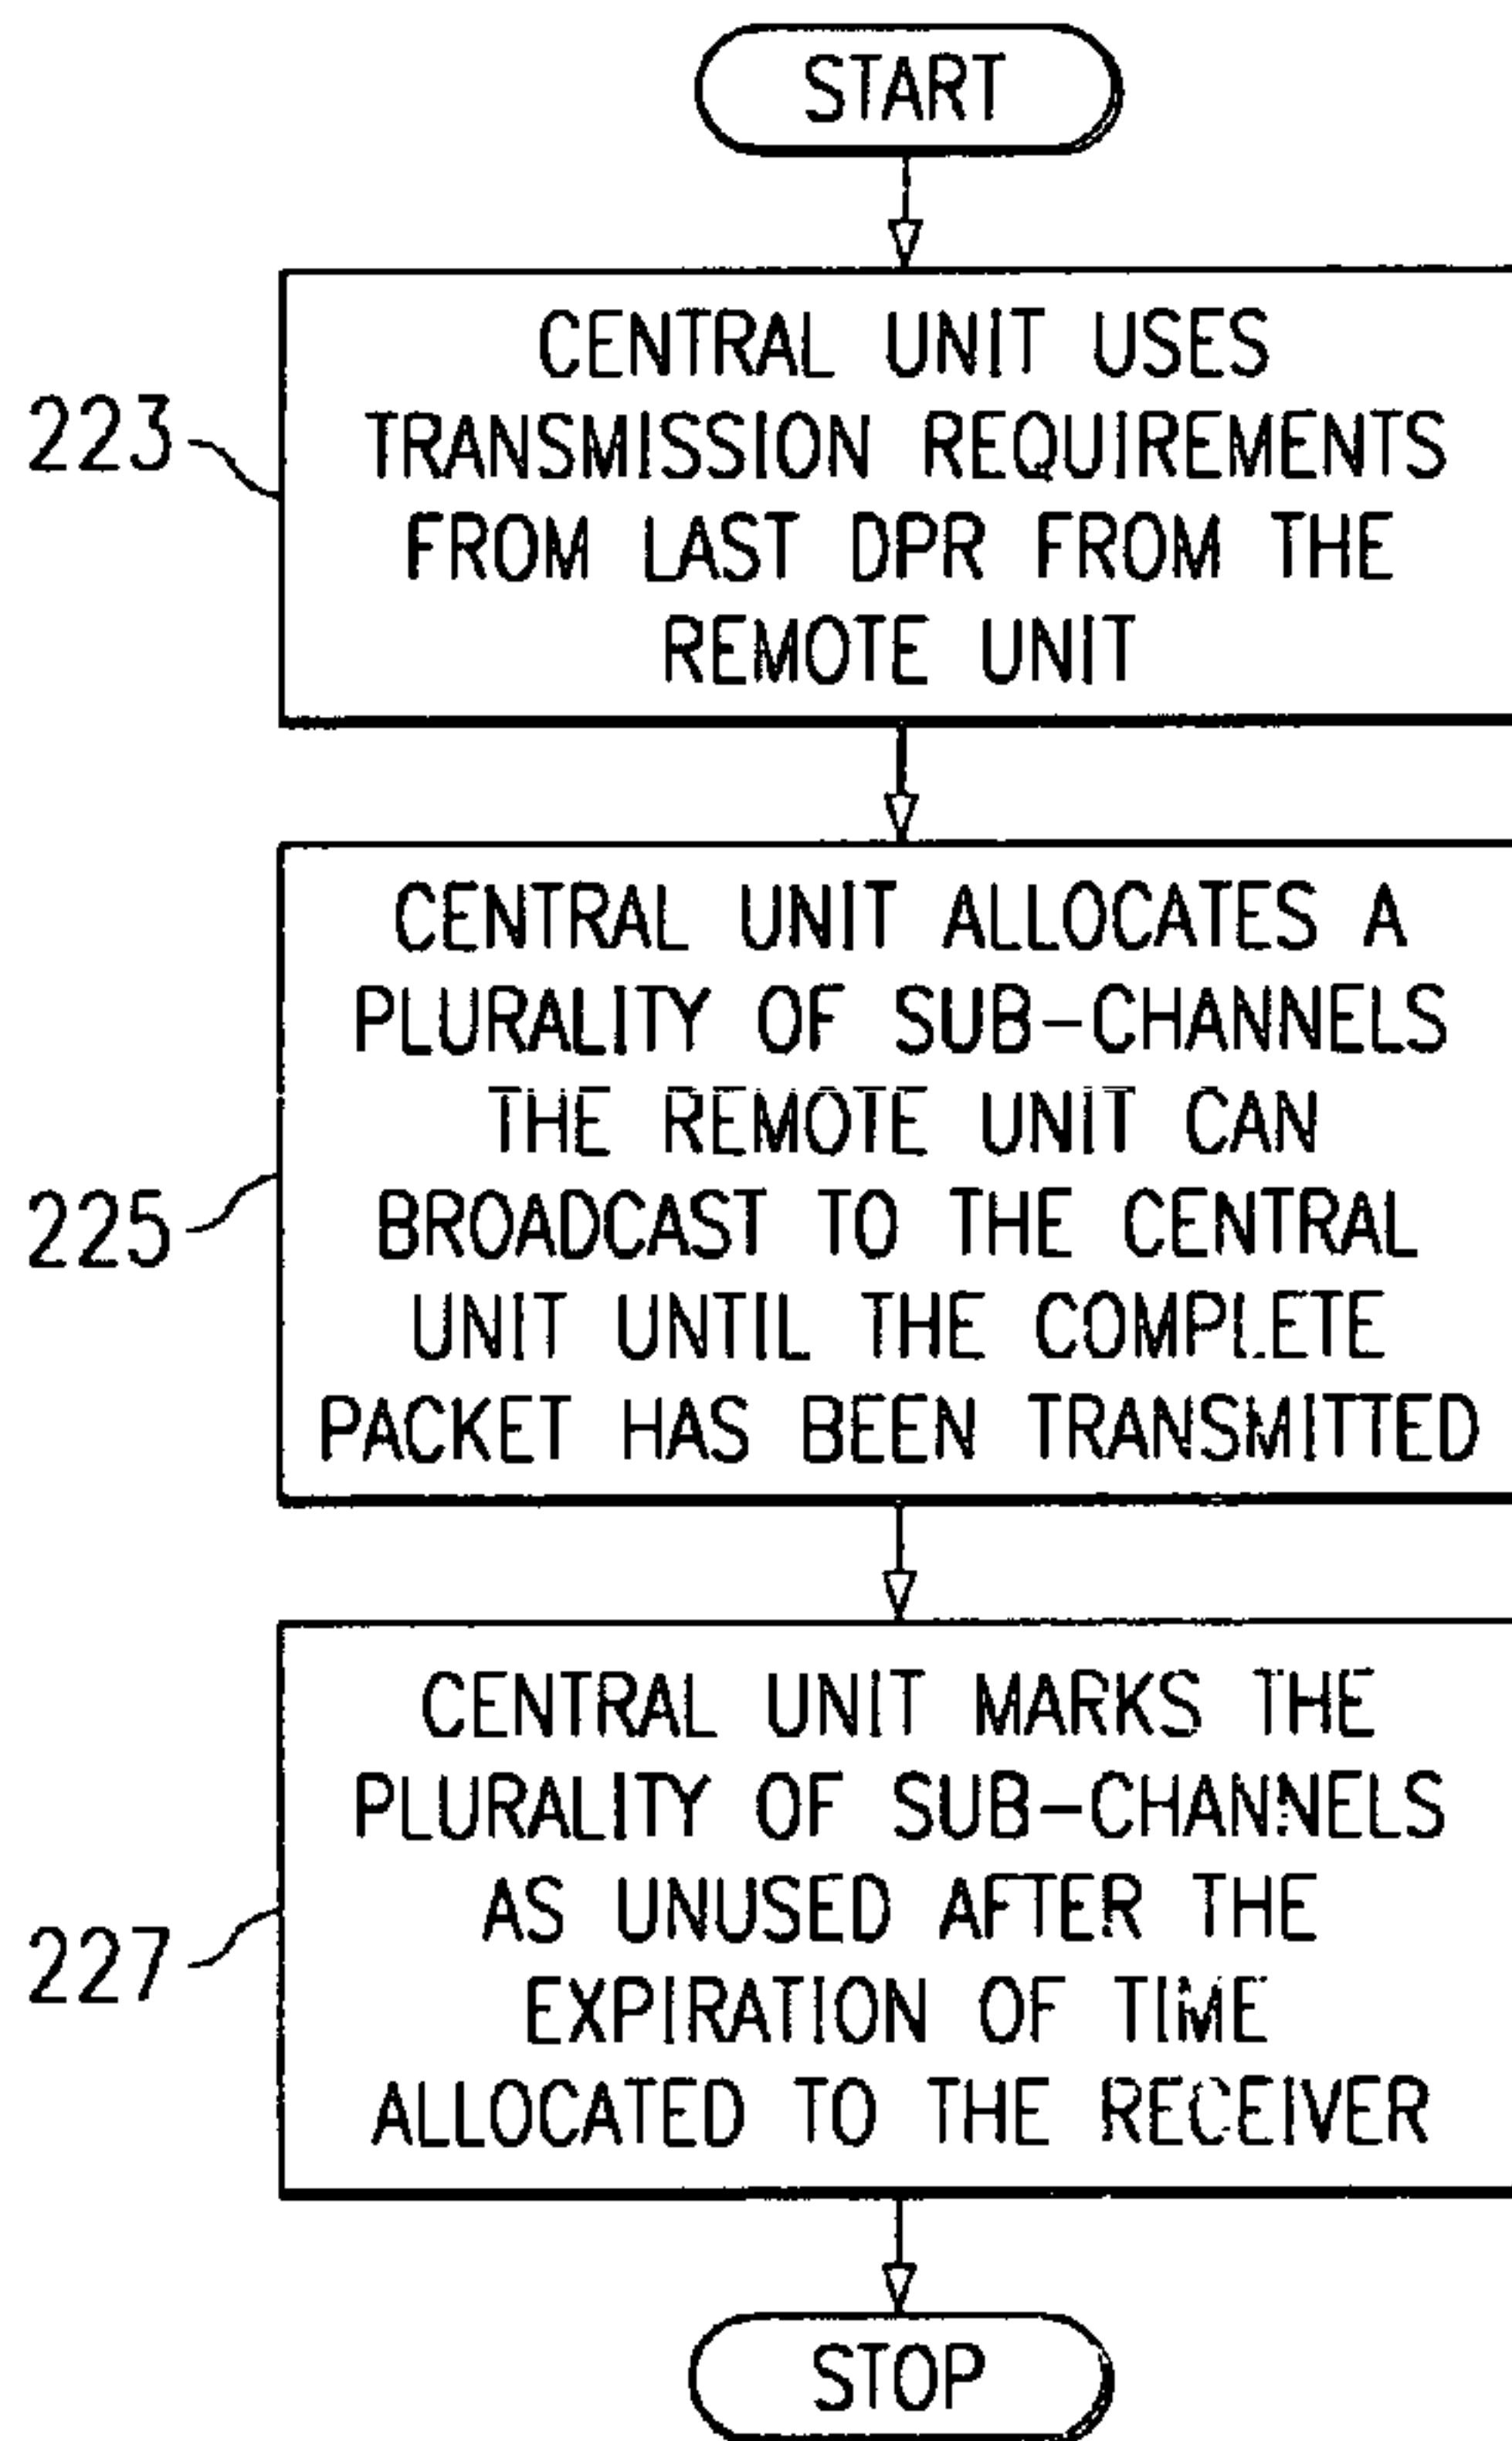 START
223
CENTRAL UNIT USES
TRANSMISSION REQUIREMENTS
FROM LAST DPR FROM THE
REMOTE UNIT
225
CENTRAL UNIT ALLOCATES A
PLURALITY OF SUB-CHANNELS
THE REMOTE UNIT CAN
BROADCAST TO THE CENTRAL
UNIT UNTIL THE COMPLETE
PACKET HAS BEEN TRANSMITTED
227
CENTRAL UNIT MARKS THE
PLURALITY OF SUB-CHANNELS
AS UNUSED AFTER THE
EXPIRATION OF TIME
ALLOCATED TO THE RECEIVER
STOP